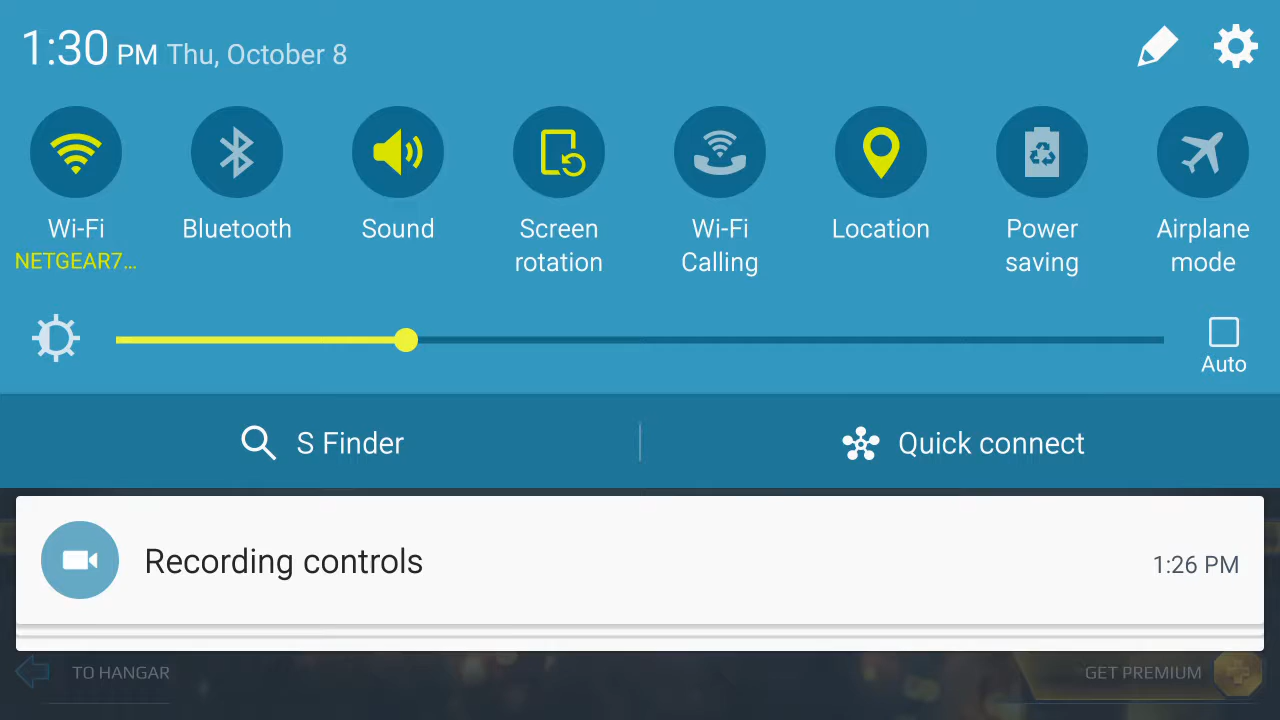 1:30 PM Thu, October 8
Wi-Fi
NETGEAR7...
Bluetooth
Sound
Screen
rotation
Wi-Fi
Calling
Location
Power
saving
Airplane
mode
Auto
S Finder
Quick connect
Recording controls
1:26 PM
TO HANGAR
GET PREMIUM